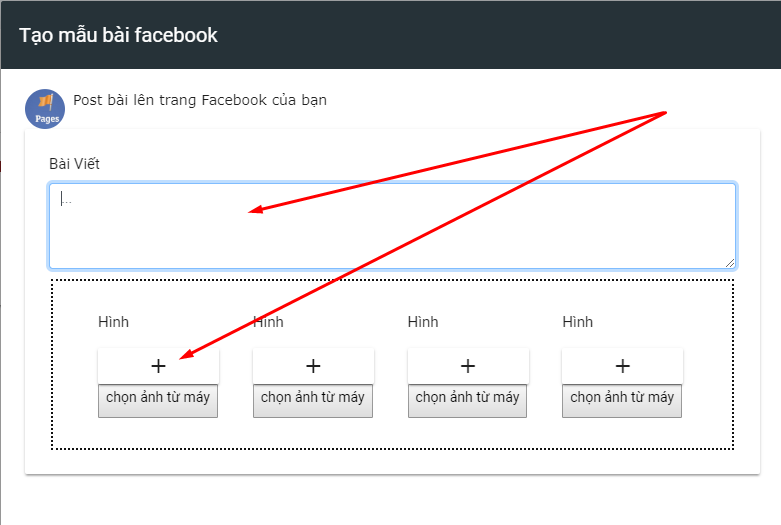 Tạo mẫu bài facebook
Post bài lên trang Facebook của bạn
Pages
Bài Viết
...
Hình Hình Hình Hình
+ + + +
chọn ảnh từ máy chọn ảnh từ máy chọn ảnh từ máy chọn ảnh từ máy